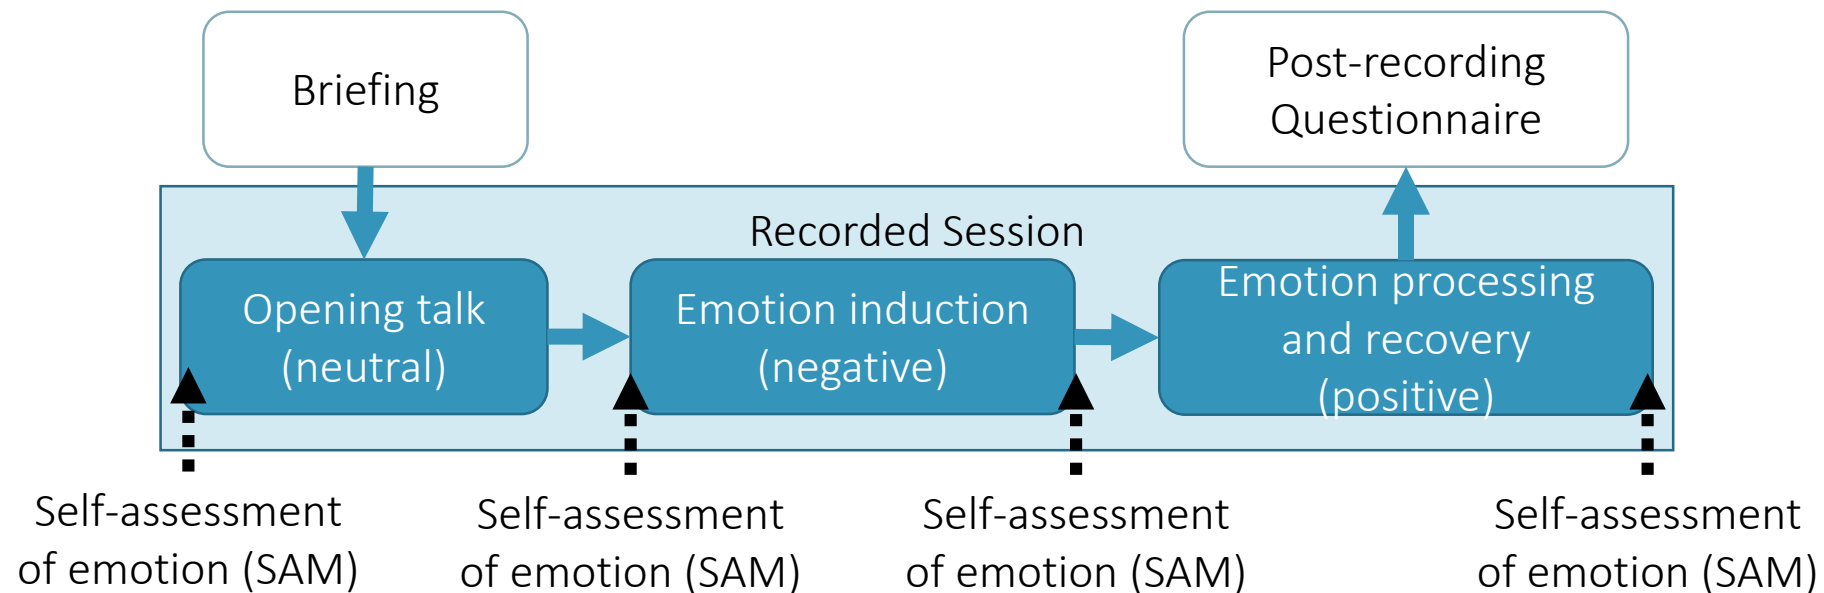 Briefing
Post-recording
Questionnaire
Recorded Session
Opening talk
(neutral)
Emotion induction
(negative)
Emotion processing
and recovery
(positive)
Self-assessment
of emotion (SAM)
Self-assessment
of emotion (SAM)
Self-assessment
of emotion (SAM)
Self-assessment
of emotion (SAM)